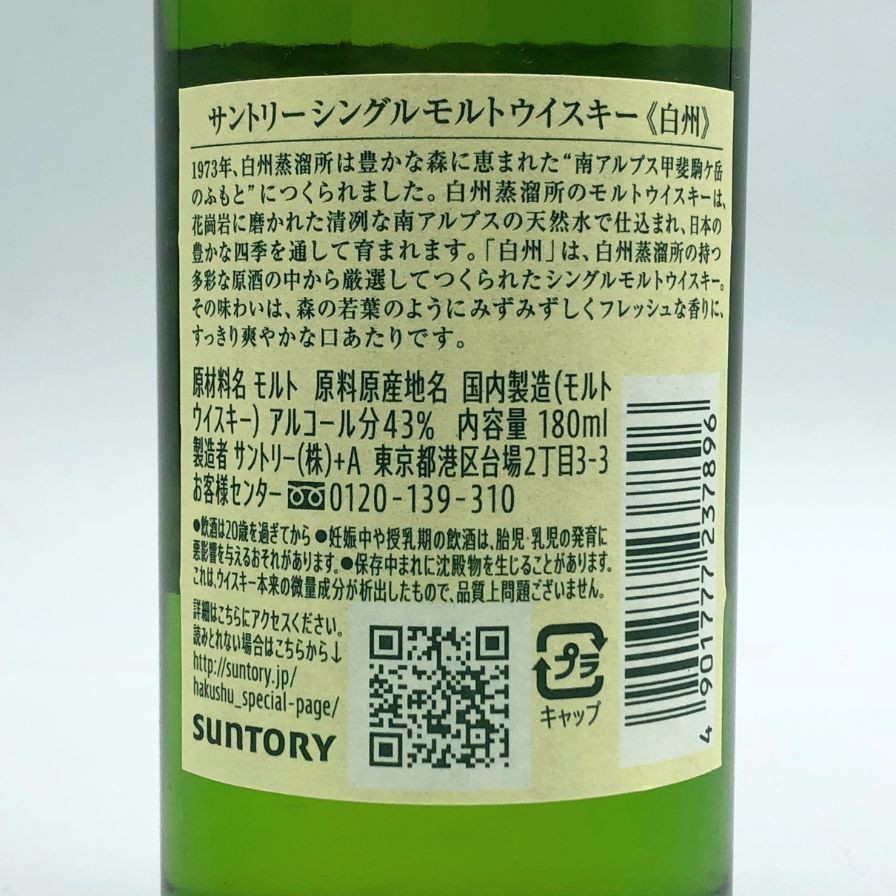 サントリーシングルモルトウイスキー《白州》
1973年、白州蒸溜所は豊かな森に恵まれた“南アルプス甲斐駒ケ岳
のふもと”につくられました。白州蒸溜所のモルトウイスキーは、
花崗岩に磨かれた清冽な南アルプスの天然水で仕込まれ、日本の
豊かな四季を通して育まれます。「白州」は、白州蒸溜所の持つ
多彩な原酒の中から厳選してつくられたシングルモルトウイスキー。
その味わいは、森の若葉のようにみずみずしくフレッシュな香りに、
すっきり爽やかな口あたりです。
原材料名 モルト 原料原産地名 国内製造(モルト
ウイスキー) アルコール分43% 内容量 180ml
製造者 サントリー(株)+A 東京都港区台場2丁目3-3
お客様センター 0120-139-310
●飲酒は20歳を過ぎてから ●妊娠中や授乳期の飲酒は、胎児・乳児の発育に
悪影響を与えるおそれがあります。●保存中まれに沈殿物を生じることがあります。
これは、ウイスキー本来の微量成分が析出したもので、品質上問題ございません。
詳細はこちらにアクセスください。
読みとれない場合はこちらから↓
http://suntory.jp/
hakushu_special-page/
SUNTORY
プラ
キャップ
4 901777 237896